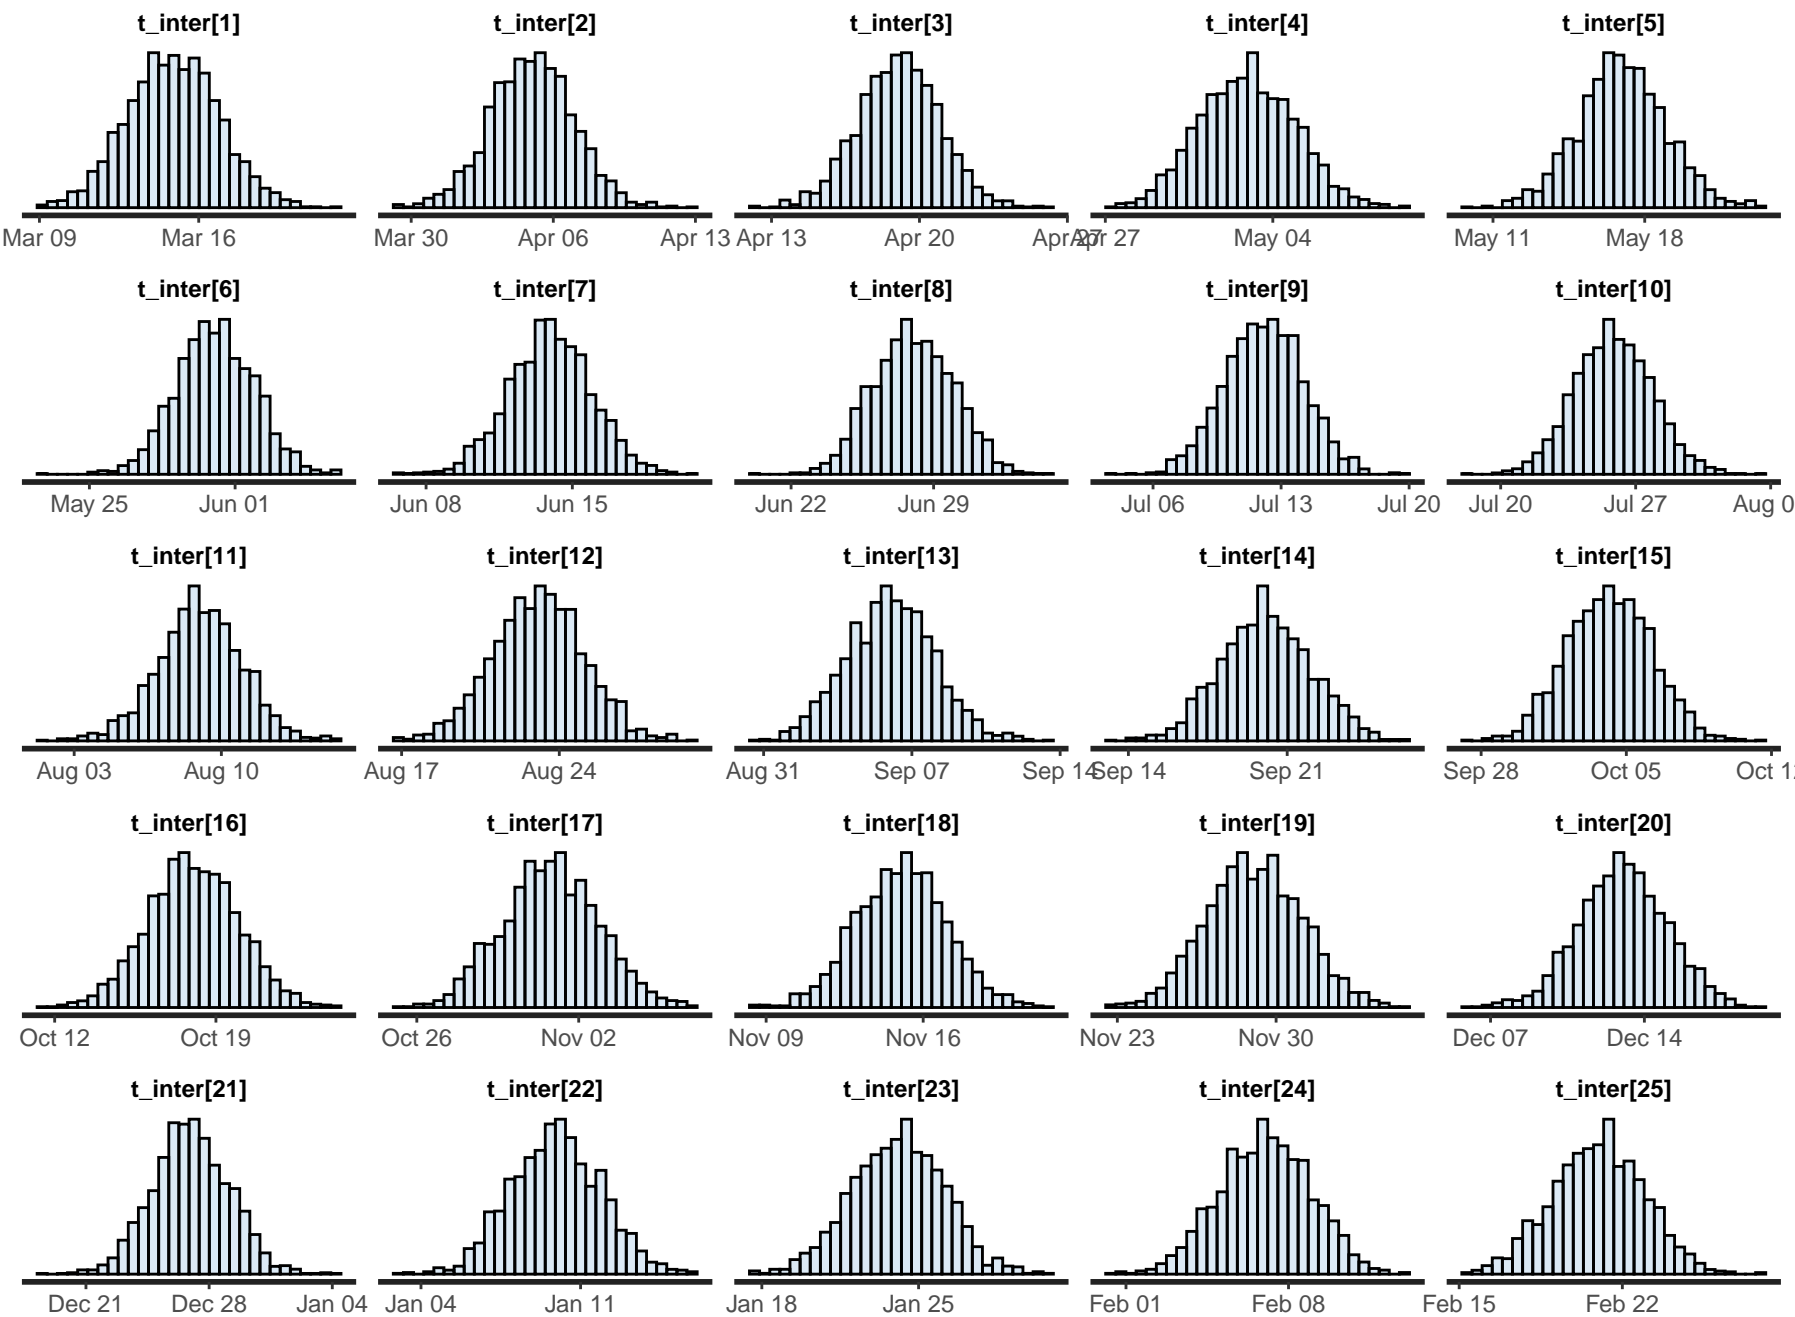 t_inter[1] t_inter[2] t_inter[3] t_inter[4] t_inter[5]
Mar 09 Mar 16 Mar 30 Apr 06 Apr 13 Apr 13 Apr 20 Apr 27 Apr 27 May 04 May 11 May 18
t_inter[6] t_inter[7] t_inter[8] t_inter[9] t_inter[10]
May 25 Jun 01 Jun 08 Jun 15 Jun 22 Jun 29 Jul 06 Jul 13 Jul 20 Jul 20 Jul 27 Aug 0
t_inter[11] t_inter[12] t_inter[13] t_inter[14] t_inter[15]
Aug 03 Aug 10 Aug 17 Aug 24 Aug 31 Sep 07 Sep 14 Sep 14 Sep 21 Sep 28 Oct 05 Oct 1
t_inter[16] t_inter[17] t_inter[18] t_inter[19] t_inter[20]
Oct 12 Oct 19 Oct 26 Nov 02 Nov 09 Nov 16 Nov 23 Nov 30 Dec 07 Dec 14
t_inter[21] t_inter[22] t_inter[23] t_inter[24] t_inter[25]
Dec 21 Dec 28 Jan 04 Jan 04 Jan 11 Jan 18 Jan 25 Feb 01 Feb 08 Feb 15 Feb 22